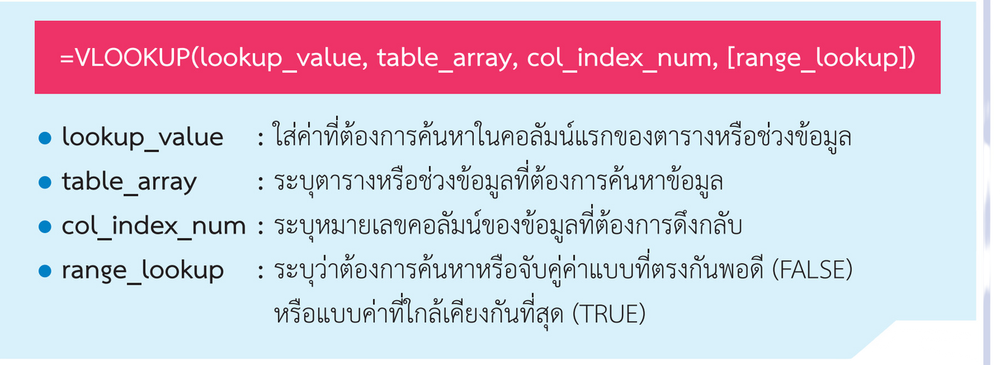 =VLOOKUP(lookup_value, table_array, col_index_num, [range_lookup])
● lookup_value : ใส่ค่าที่ต้องการค้นหาในคอลัมน์แรกของตารางหรือช่วงข้อมูล
● table_array : ระบุตารางหรือช่วงข้อมูลที่ต้องการค้นหาข้อมูล
● col_index_num : ระบุหมายเลขคอลัมน์ของข้อมูลที่ต้องการดึงกลับ
● range_lookup : ระบุว่าต้องการค้นหาหรือจับคู่ค่าแบบที่ตรงกันพอดี (FALSE)
หรือแบบค่าที่ใกล้เคียงกันที่สุด (TRUE)